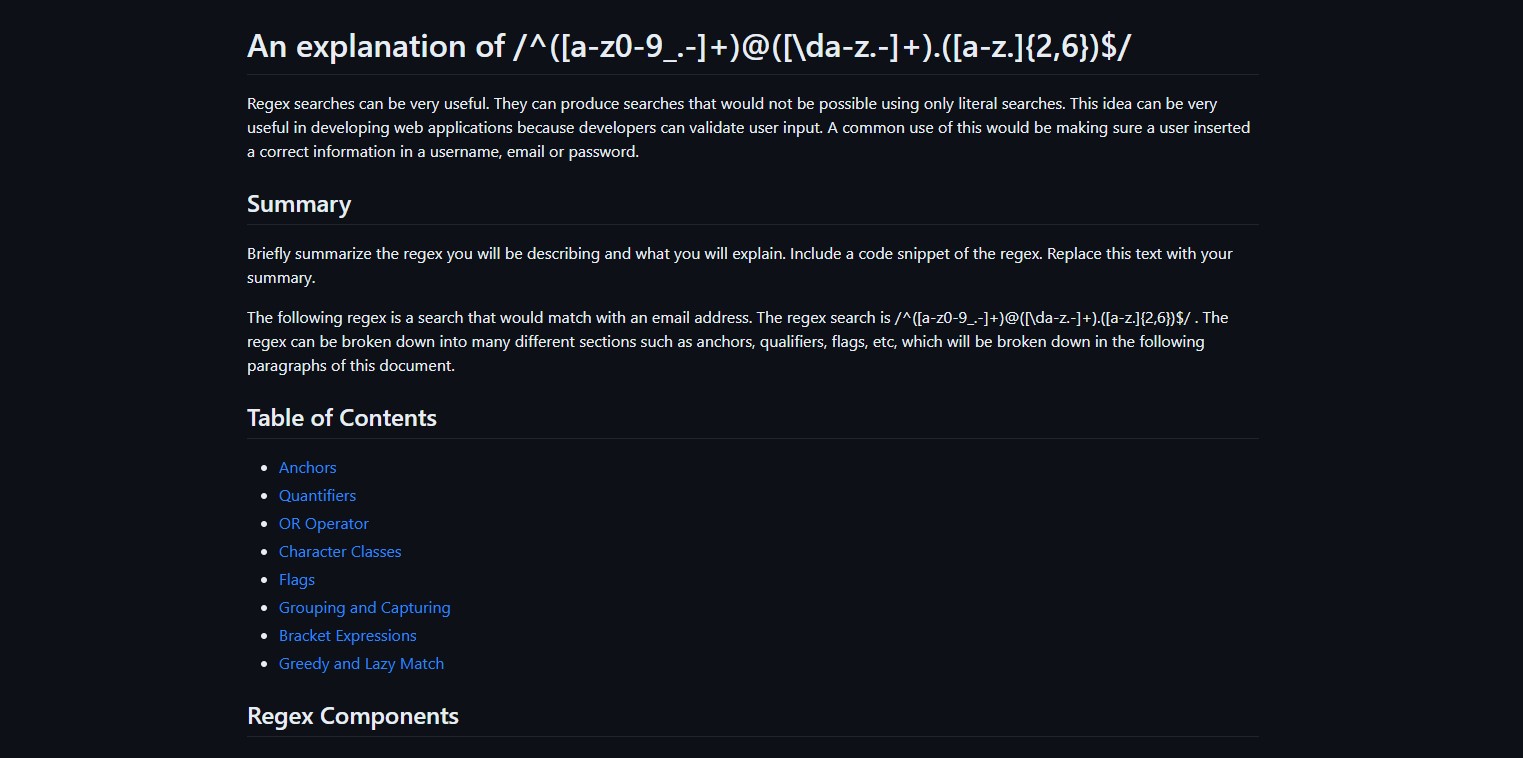 An explanation of /^([a-z0-9_.-]+)@([\da-z.-]+).([a-z.]{2,6})$/
Regex searches can be very useful. They can produce searches that would not be possible using only literal searches. This idea can be very
useful in developing web applications because developers can validate user input. A common use of this would be making sure a user inserted
a correct information in a username, email or password.
Summary
Briefly summarize the regex you will be describing and what you will explain. Include a code snippet of the regex. Replace this text with your
summary.
The following regex is a search that would match with an email address. The regex search is /^([a-z0-9_.-]+)@([\da-z.-]+).([a-z.]{2,6})$/ . The
regex can be broken down into many different sections such as anchors, qualifiers, flags, etc, which will be broken down in the following
paragraphs of this document.
Table of Contents
• Anchors
• Quantifiers
• OR Operator
• Character Classes
• Flags
• Grouping and Capturing
• Bracket Expressions
• Greedy and Lazy Match
Regex Components